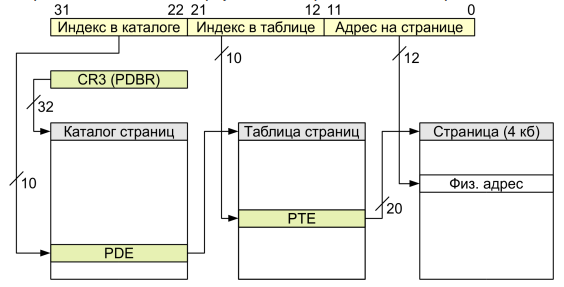 31 22 21 12 11 0
Индекс в каталоге Индекс в таблице Адрес на странице
10 12
CR3 (PDBR)
32
Каталог страниц Таблица страниц Страница (4 кб)
10 Физ. адрес
PTE 20
PDE